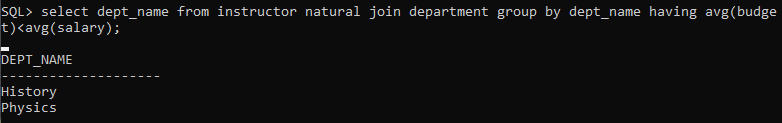 SQL> select dept_name from instructor natural join department group by dept_name having avg(budge
t)<avg(salary);
DEPT_NAME
--------------------
History
Physics